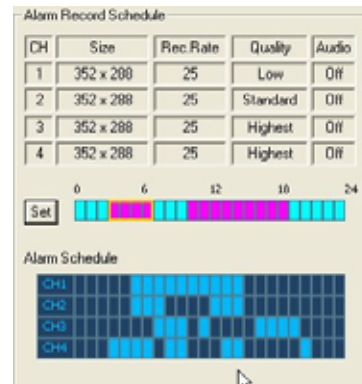 Alarm Record Schedule
CH Size Rec.Rate Quality Audio
1 352 x 288 25 Low Off
2 352 x 288 25 Standard Off
3 352 x 288 25 Highest Off
4 352 x 288 25 Highest Off
0 6 12 18 24
Set
Alarm Schedule
CH1
CH2
CH3
CH4